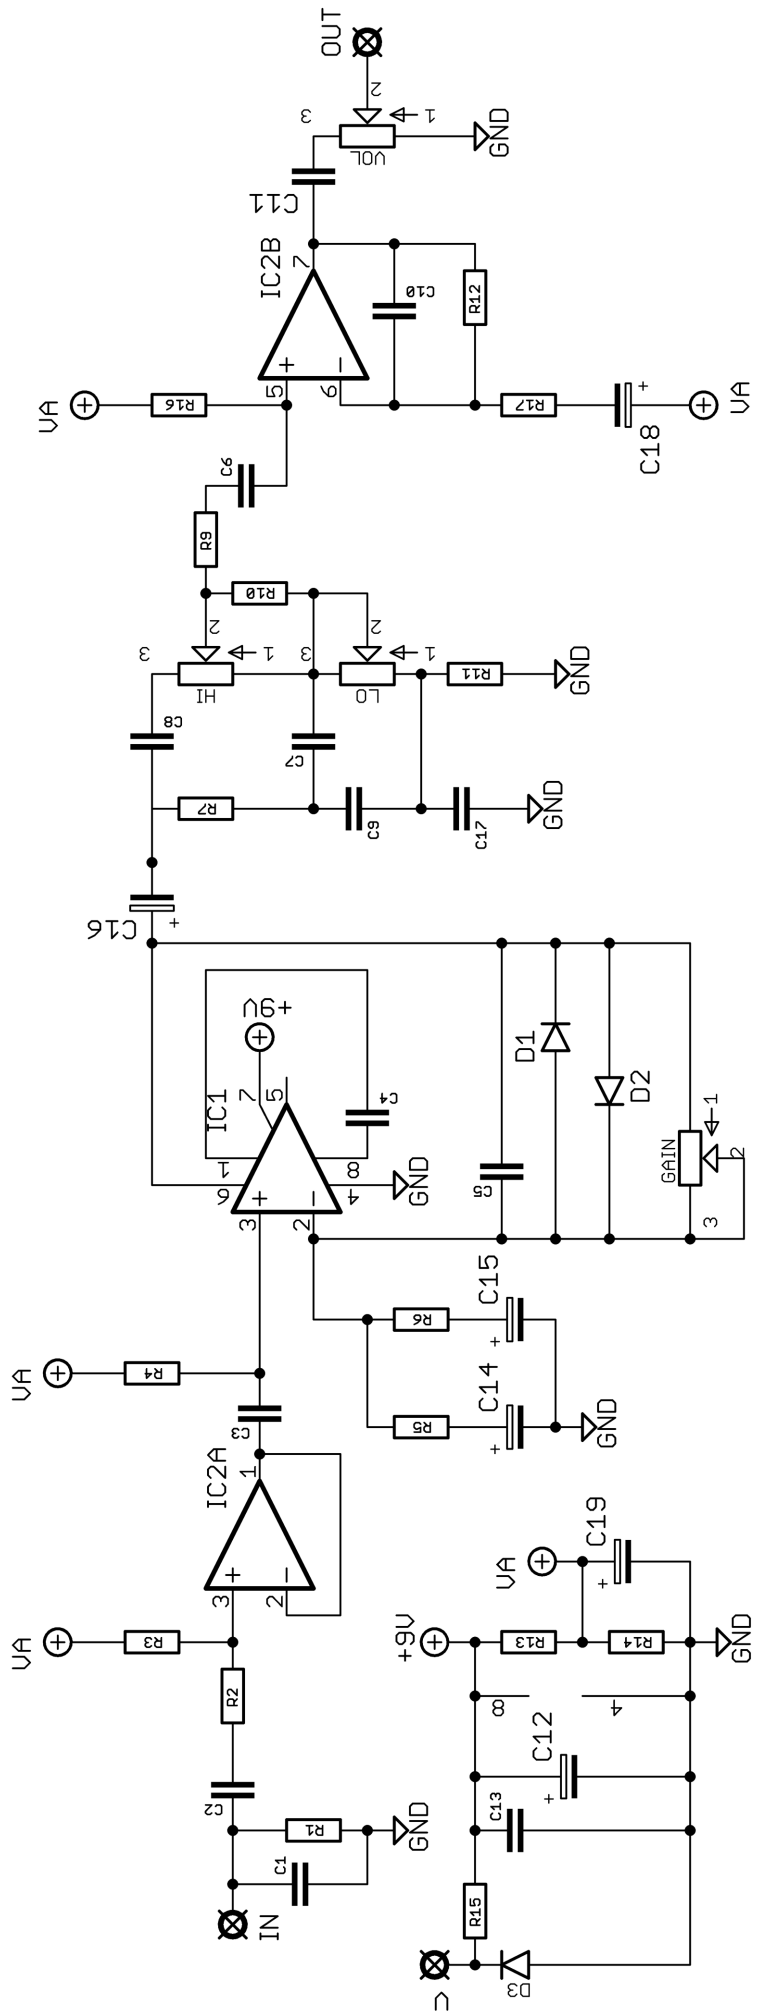 OUT
2
3
1
VOL
GND
C11
IC2B
7
C10
R12
5
6
VA
R16
R17
C18
VA
C6
R9
R10
2
3
1
HI
3
2
1
LO
R11
GND
C8
C7
R7
C9
C17
GND
C16
+9V
IC1
7
5
1
8
C4
6
4
3
2
GND
D1
D2
C5
GAIN
1
2
3
VA
R4
C3
R6
C15
R5
C14
GND
IC2A
1
3
2
VA
R3
R2
C2
R1
C1
GND
IN
VA
C19
+9V
R13
R14
GND
8
4
C12
C13
R15
D3
V